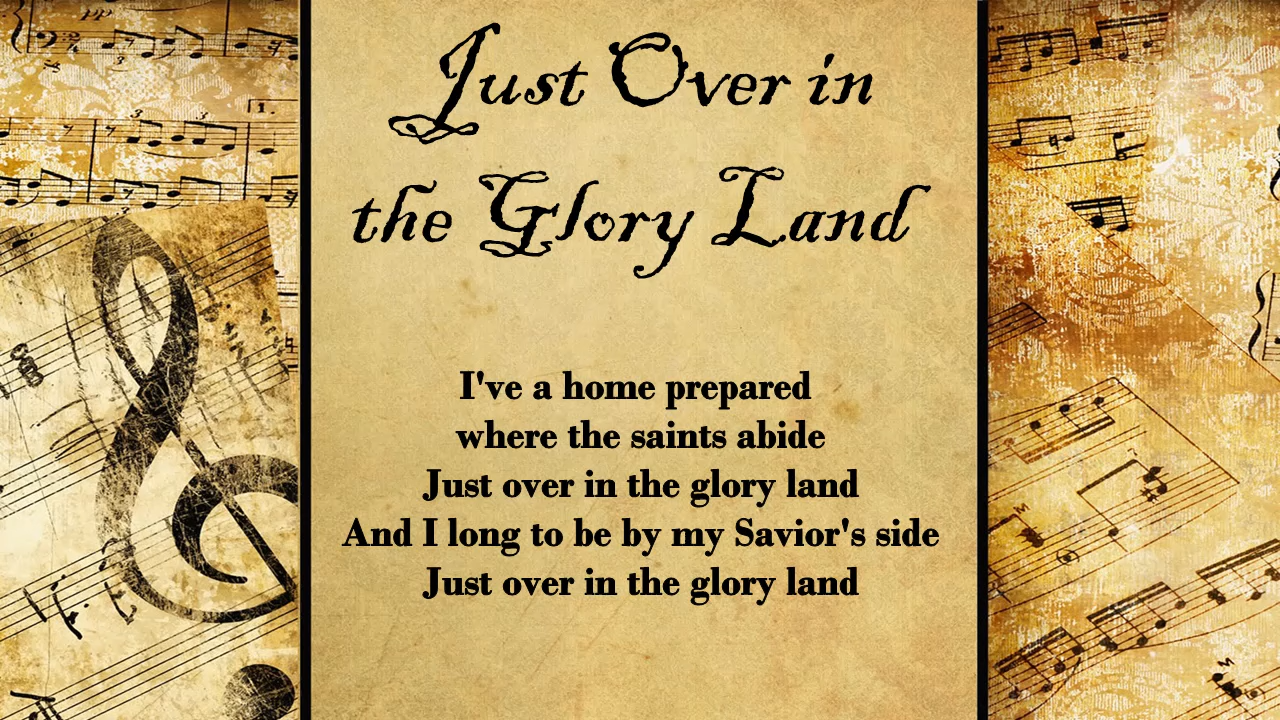 Just Over in
the Glory Land
I've a home prepared
where the saints abide
Just over in the glory land
And I long to be by my Savior's side
Just over in the glory land